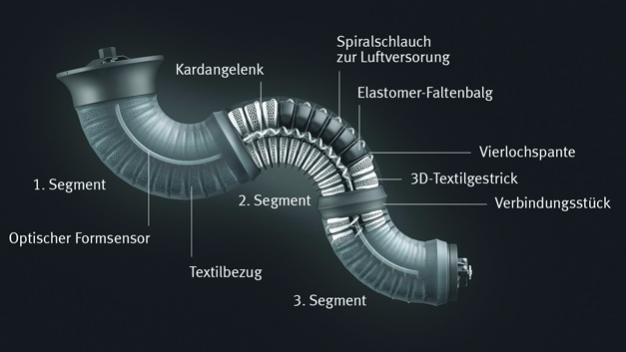 Spiralschlauch
zur Luftversorgung
Kardangelenk
Elastomer-Faltenbalg
Vierlochspante
3D-Textilgestrick
1. Segment
2. Segment
Verbindungsstück
Optischer Formsensor
Textilbezug
3. Segment